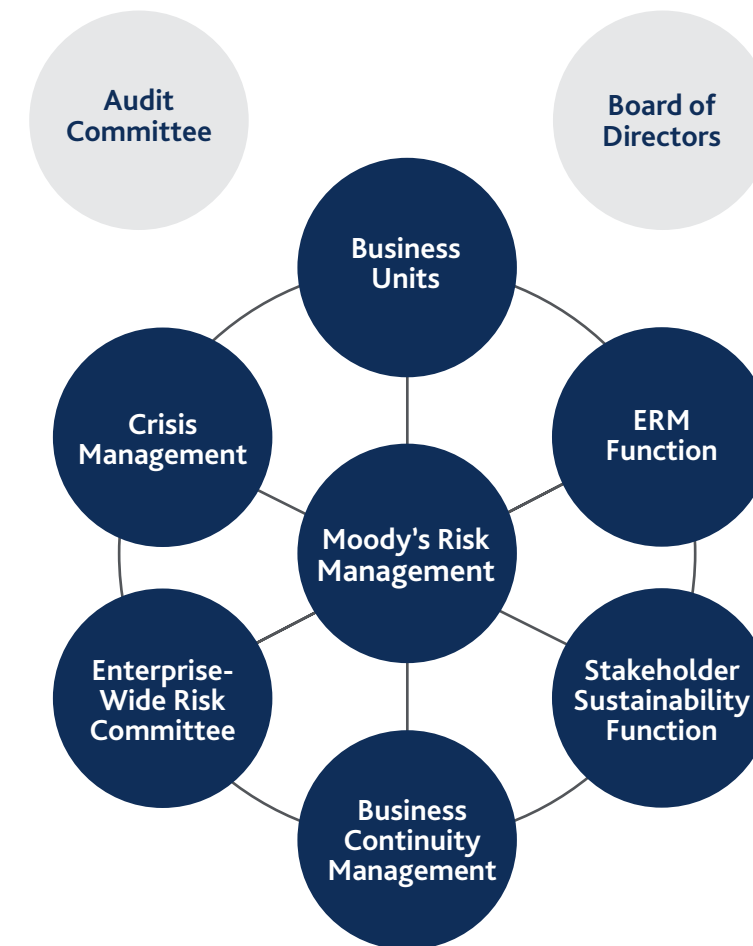 Audit
Committee
Board of
Directors
Business
Units
Crisis
Management
ERM
Function
Moody's Risk
Management
Enterprise-
Wide Risk
Committee
Stakeholder
Sustainability
Function
Business
Continuity
Management